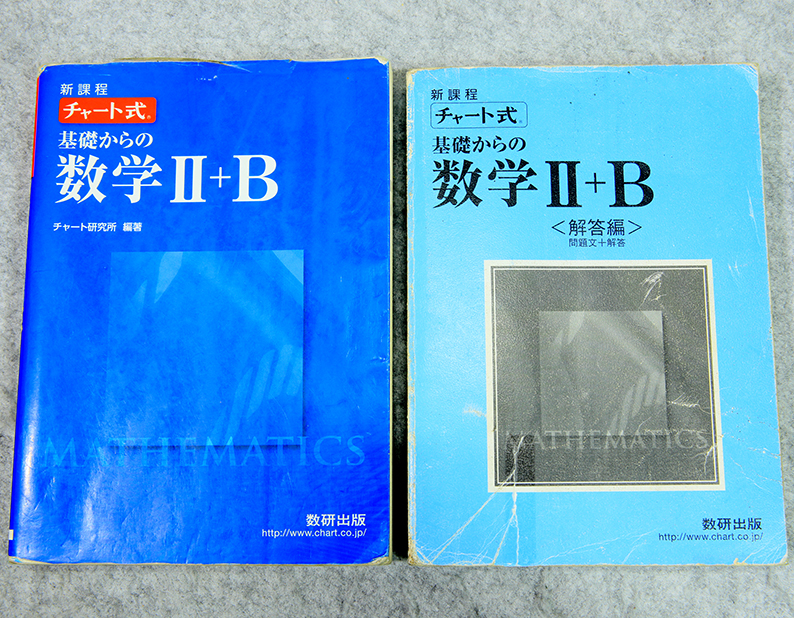 新課程
チャート式®
基礎からの
数学Ⅱ+B
チャート研究所 編著
MATHEMATICS
数研出版
http://www.chart.co.jp/
新課程
チャート式®
基礎からの
数学Ⅱ+B
<解答編>
問題文+解答
MATHEMATICS
数研出版
http://www.chart.co.jp/